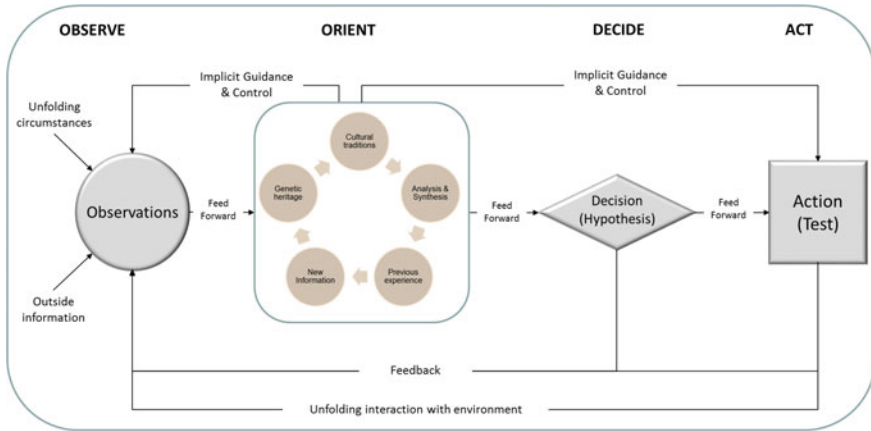 OBSERVE
ORIENT
DECIDE
ACT
Implicit Guidance
& Control
Implicit Guidance
& Control
Unfolding
circumstances
Observations
Outside
information
Feed
Forward
Cultural
traditions
Analysis &
Synthesis
Previous
experience
New
Information
Genetic
heritage
Feed
Forward
Decision
(Hypothesis)
Feed
Forward
Action
(Test)
Feedback
Unfolding interaction with environment